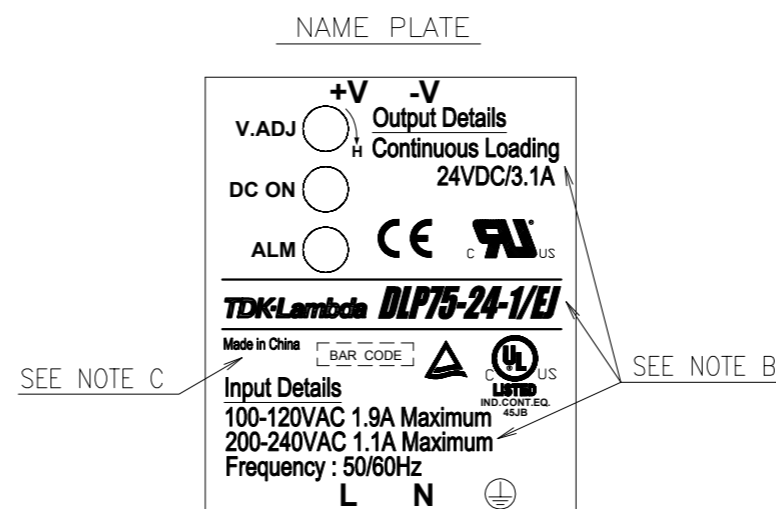 NAME PLATE
+V -V
V.ADJ
H
Output Details
Continuous Loading
24VDC/3.1A
DC ON
ALM
CE
C RU US
TDK-Lambda DLP75-24-1/EJ
Made in China
BAR CODE
C UL US
LISTED
IND.CONT.EQ.
45JB
SEE NOTE C
SEE NOTE B
Input Details
100-120VAC 1.9A Maximum
200-240VAC 1.1A Maximum
Frequency : 50/60Hz
L N